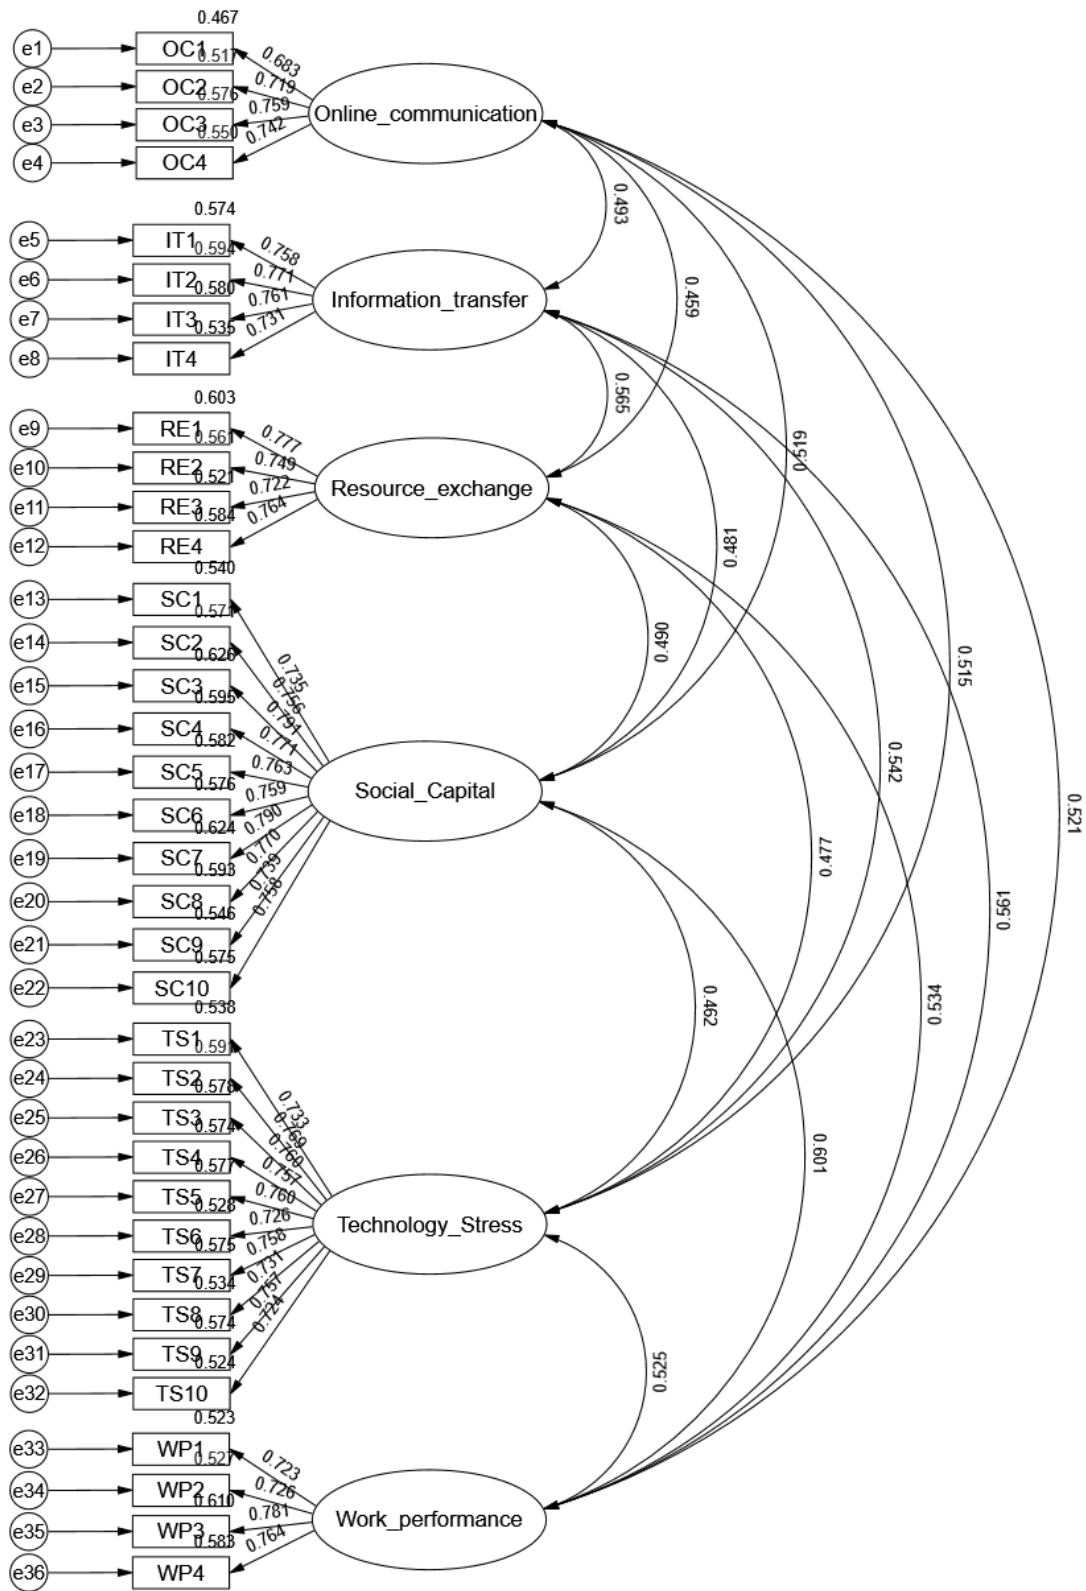 0.467
e1 OC1 0.683
0.517
e2 OC2 0.719
0.576
e3 OC3 0.759
0.550
e4 OC4 0.742
Online_communication
0.574
e5 IT1 0.758
0.594
e6 IT2 0.771
0.580
e7 IT3 0.761
0.535
e8 IT4 0.731
Information_transfer
0.603
e9 RE1 0.777
0.561
e10 RE2 0.749
0.521
e11 RE3 0.722
0.584
e12 RE4 0.764
Resource_exchange
0.540
e13 SC1 0.735
0.571
e14 SC2 0.756
0.626
e15 SC3 0.791
0.595
e16 SC4 0.771
0.582
e17 SC5 0.763
0.576
e18 SC6 0.759
0.624
e19 SC7 0.790
0.593
e20 SC8 0.770
0.546
e21 SC9 0.739
0.575
e22 SC10 0.758
Social_Capital
0.538
e23 TS1 0.733
0.591
e24 TS2 0.769
0.578
e25 TS3 0.760
0.574
e26 TS4 0.757
0.577
e27 TS5 0.760
0.528
e28 TS6 0.726
0.575
e29 TS7 0.758
0.534
e30 TS8 0.731
0.574
e31 TS9 0.757
0.524
e32 TS10 0.724
Technology_Stress
0.523
e33 WP1 0.723
0.527
e34 WP2 0.726
0.610
e35 WP3 0.781
0.583
e36 WP4 0.764
Work_performance
0.493
0.459
0.565
0.519
0.481
0.490
0.515
0.542
0.477
0.521
0.561
0.534
0.462
0.601
0.525